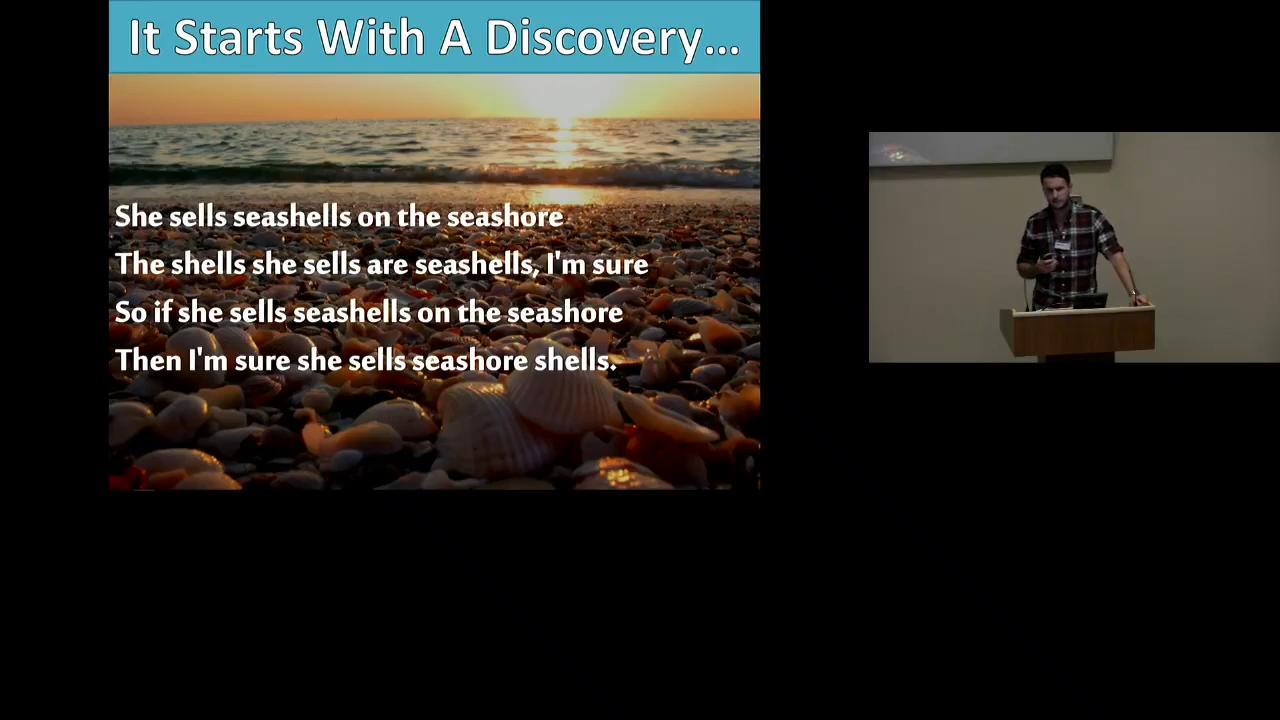 It Starts With A Discovery...
She sells seashells on the seashore
The shells she sells are seashells, I'm sure
So if she sells seashells on the seashore
Then I'm sure she sells seashore shells.